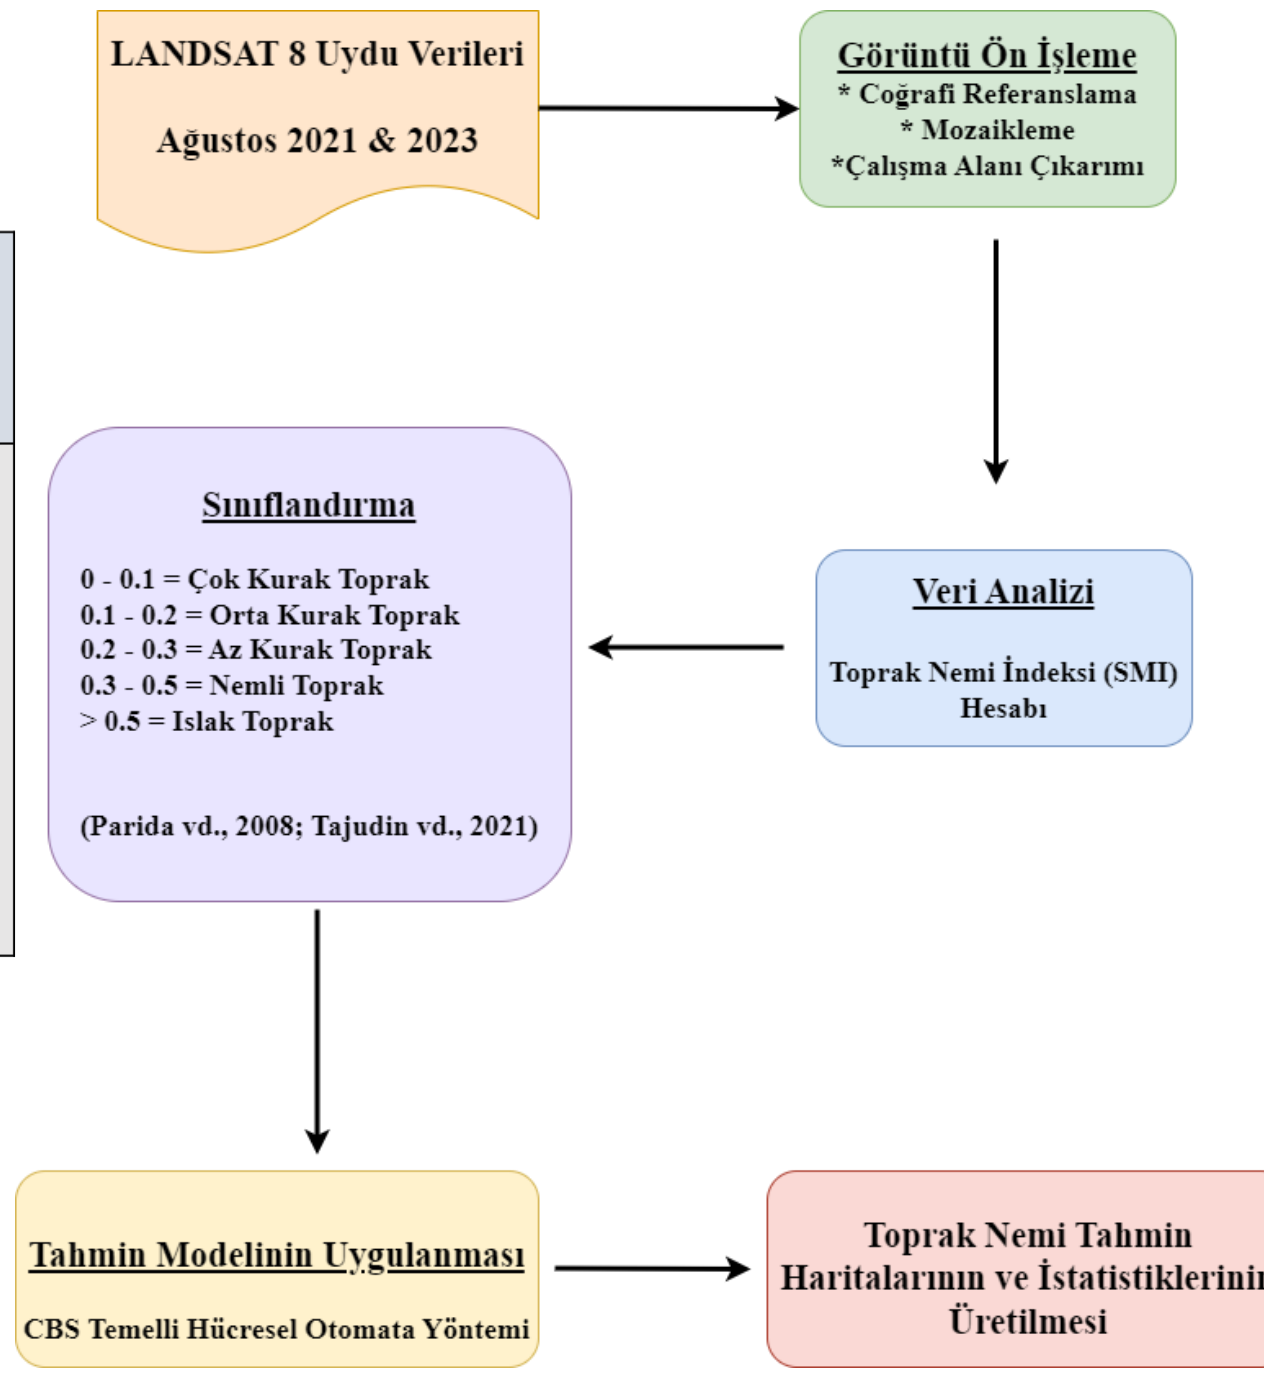 LANDSAT 8 Uydu Verileri
Ağustos 2021 & 2023
Görüntü Ön İşleme
* Coğrafi Referanslama
* Mozaikleme
*Çalışma Alanı Çıkarımı
Veri Analizi
Toprak Nemi İndeksi (SMI)
Hesabı
Sınıflandırma
0 - 0.1 = Çok Kurak Toprak
0.1 - 0.2 = Orta Kurak Toprak
0.2 - 0.3 = Az Kurak Toprak
0.3 - 0.5 = Nemli Toprak
> 0.5 = Islak Toprak
(Parida vd., 2008; Tajudin vd., 2021)
Tahmin Modelinin Uygulanması
CBS Temelli Hücresel Otomata Yöntemi
Toprak Nemi Tahmin
Haritalarının ve İstatistiklerinin
Üretilmesi